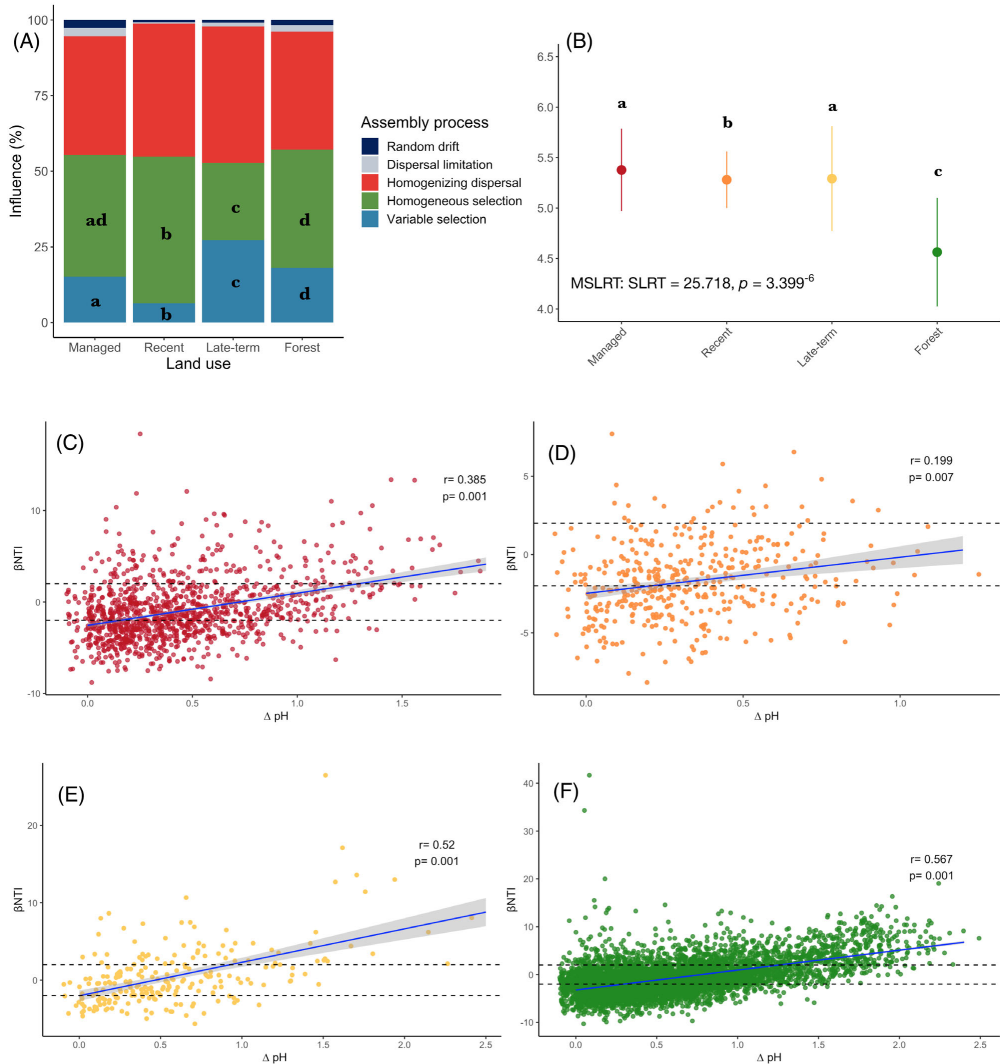 (A)
100
75
50
25
0
Influence (%)
ad
b
c
d
a
b
c
d
Managed
Recent
Late-term
Forest
Land use
Assembly process
Random drift
Dispersal limitation
Homogenizing dispersal
Homogeneous selection
Variable selection
(B)
6.5
6.0
5.5
5.0
4.5
4.0
a
b
a
c
MSLRT: SLRT = 25.718, p = 3.399-6
Managed
Recent
Late-term
Forest
(C)
r= 0.385
p= 0.001
10
0
-10
βNTI
0.0
0.5
1.0
1.5
Δ pH
(D)
r= 0.199
p= 0.007
5
0
-5
βNTI
0.0
0.5
1.0
Δ pH
(E)
r= 0.52
p= 0.001
20
10
0
βNTI
0.0
0.5
1.0
1.5
2.0
2.5
Δ pH
(F)
r= 0.567
p= 0.001
40
30
20
10
0
-10
βNTI
0.0
0.5
1.0
1.5
2.0
2.5
Δ pH